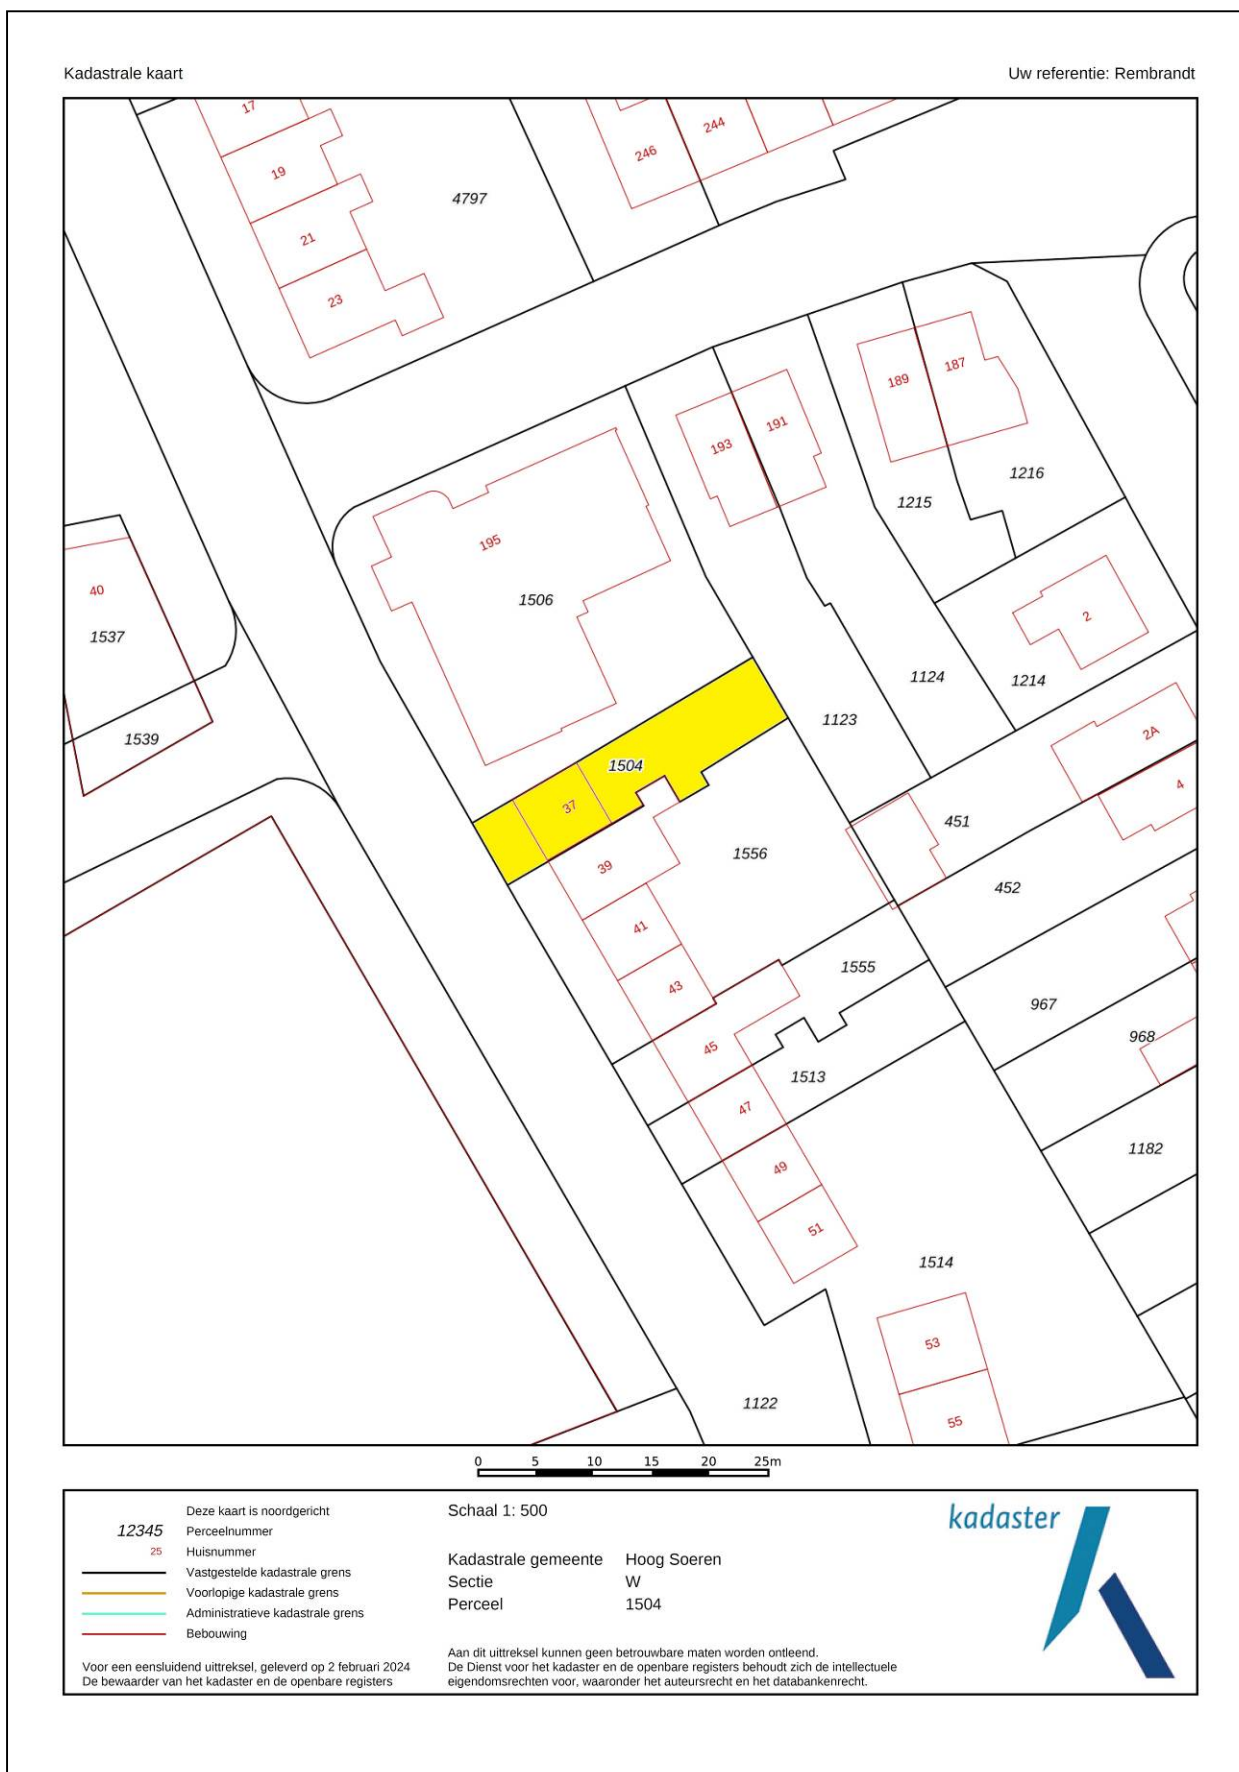 Kadastrale kaart
Uw referentie: Rembrandt
17
19
21
23
4797
246
244
189
187
193
191
1216
1215
195
1506
40
1537
1539
2
1214
1124
1123
2A
4
1504
37
39
41
43
45
47
49
51
53
55
1556
451
452
1555
967
968
1513
1182
1514
1122
0 5 10 15 20 25m
Deze kaart is noordgericht
12345 Perceelnummer
25 Huisnummer
Vastgestelde kadastrale grens
Voorlopige kadastrale grens
Administratieve kadastrale grens
Bebouwing
Voor een eensluidend uittreksel, geleverd op 2 februari 2024
De bewaarder van het kadaster en de openbare registers
Schaal 1: 500
Kadastrale gemeente Hoog Soeren
Sectie W
Perceel 1504
Aan dit uittreksel kunnen geen betrouwbare maten worden ontleend.
De Dienst voor het kadaster en de openbare registers behoudt zich de intellectuele
eigendomsrechten voor, waaronder het auteursrecht en het databankenrecht.
kadaster